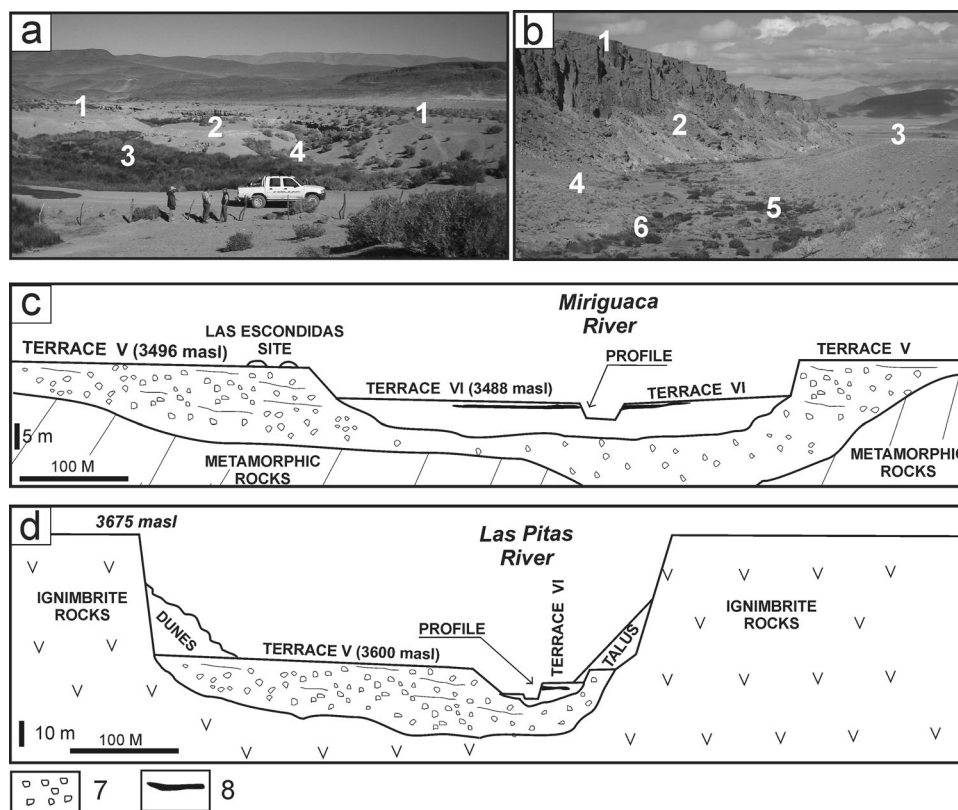 a
1
1
2
3
4
b
1
2
3
4
5
6
c
Miriguaca
River
LAS ESCONDIDAS
SITE
TERRACE V (3496 masl)
PROFILE
TERRACE V
TERRACE VI (3488 masl)
TERRACE VI
5 m
100 M
METAMORPHIC
ROCKS
METAMORPHIC
ROCKS
d
3675 masl
Las Pitas
River
IGNIMBRITE
ROCKS
DUNES
PROFILE
TERRACE VI
TALUS
IGNIMBRITE
ROCKS
TERRACE V (3600 masl)
10 m
100 M
7
8